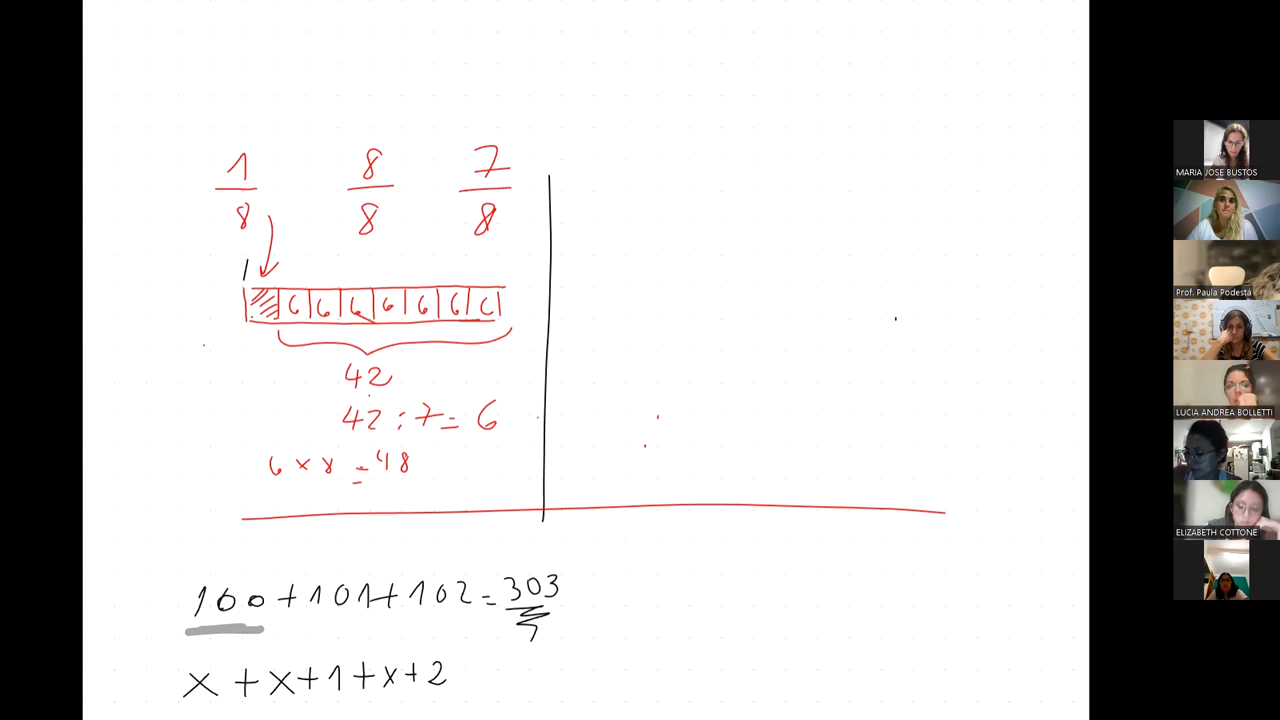 1/8 8/8 7/8
6 6 6 6 6 6 6
42
42 : 7 = 6
6 x 8 = 48
100 + 101 + 102 = 303
x + x + 1 + x + 2
MARIA JOSE BUSTOS
Prof. Paula Podestá
LUCIA ANDREA BOLLETTI
ELIZABETH COTTONE